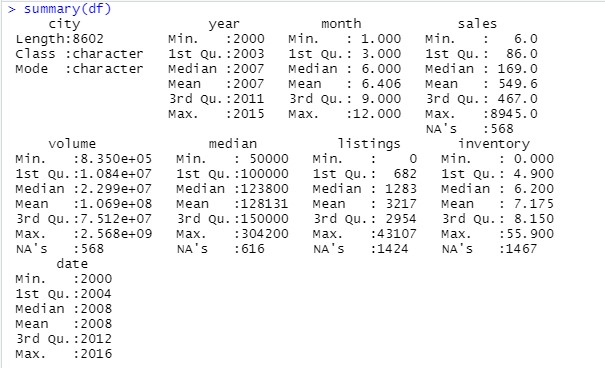 > summary(df)
     city                year          month            sales       
 Length:8602        Min.   :2000   Min.   : 1.000   Min.   :   6.0  
 Class :character   1st Qu.:2003   1st Qu.: 3.000   1st Qu.:  86.0  
 Mode  :character   Median :2007   Median : 6.000   Median : 169.0  
                    Mean   :2007   Mean   : 6.406   Mean   : 549.6  
                    3rd Qu.:2011   3rd Qu.: 9.000   3rd Qu.: 467.0  
                    Max.   :2015   Max.   :12.000   Max.   :8945.0  
                                                    NA's   :568     
     volume              median          listings       inventory     
 Min.   :8.350e+05   Min.   : 50000   Min.   :    0   Min.   : 0.000  
 1st Qu.:1.084e+07   1st Qu.:100000   1st Qu.:  682   1st Qu.: 4.900  
 Median :2.299e+07   Median :123800   Median : 1283   Median : 6.200  
 Mean   :1.069e+08   Mean   :128131   Mean   : 3217   Mean   : 7.175  
 3rd Qu.:7.512e+07   3rd Qu.:150000   3rd Qu.: 2954   3rd Qu.: 8.150  
 Max.   :2.568e+09   Max.   :304200   Max.   :43107   Max.   :55.900  
 NA's   :568         NA's   :616      NA's   :1424    NA's   :1467    
      date     
 Min.   :2000  
 1st Qu.:2004  
 Median :2008  
 Mean   :2008  
 3rd Qu.:2012  
 Max.   :2016